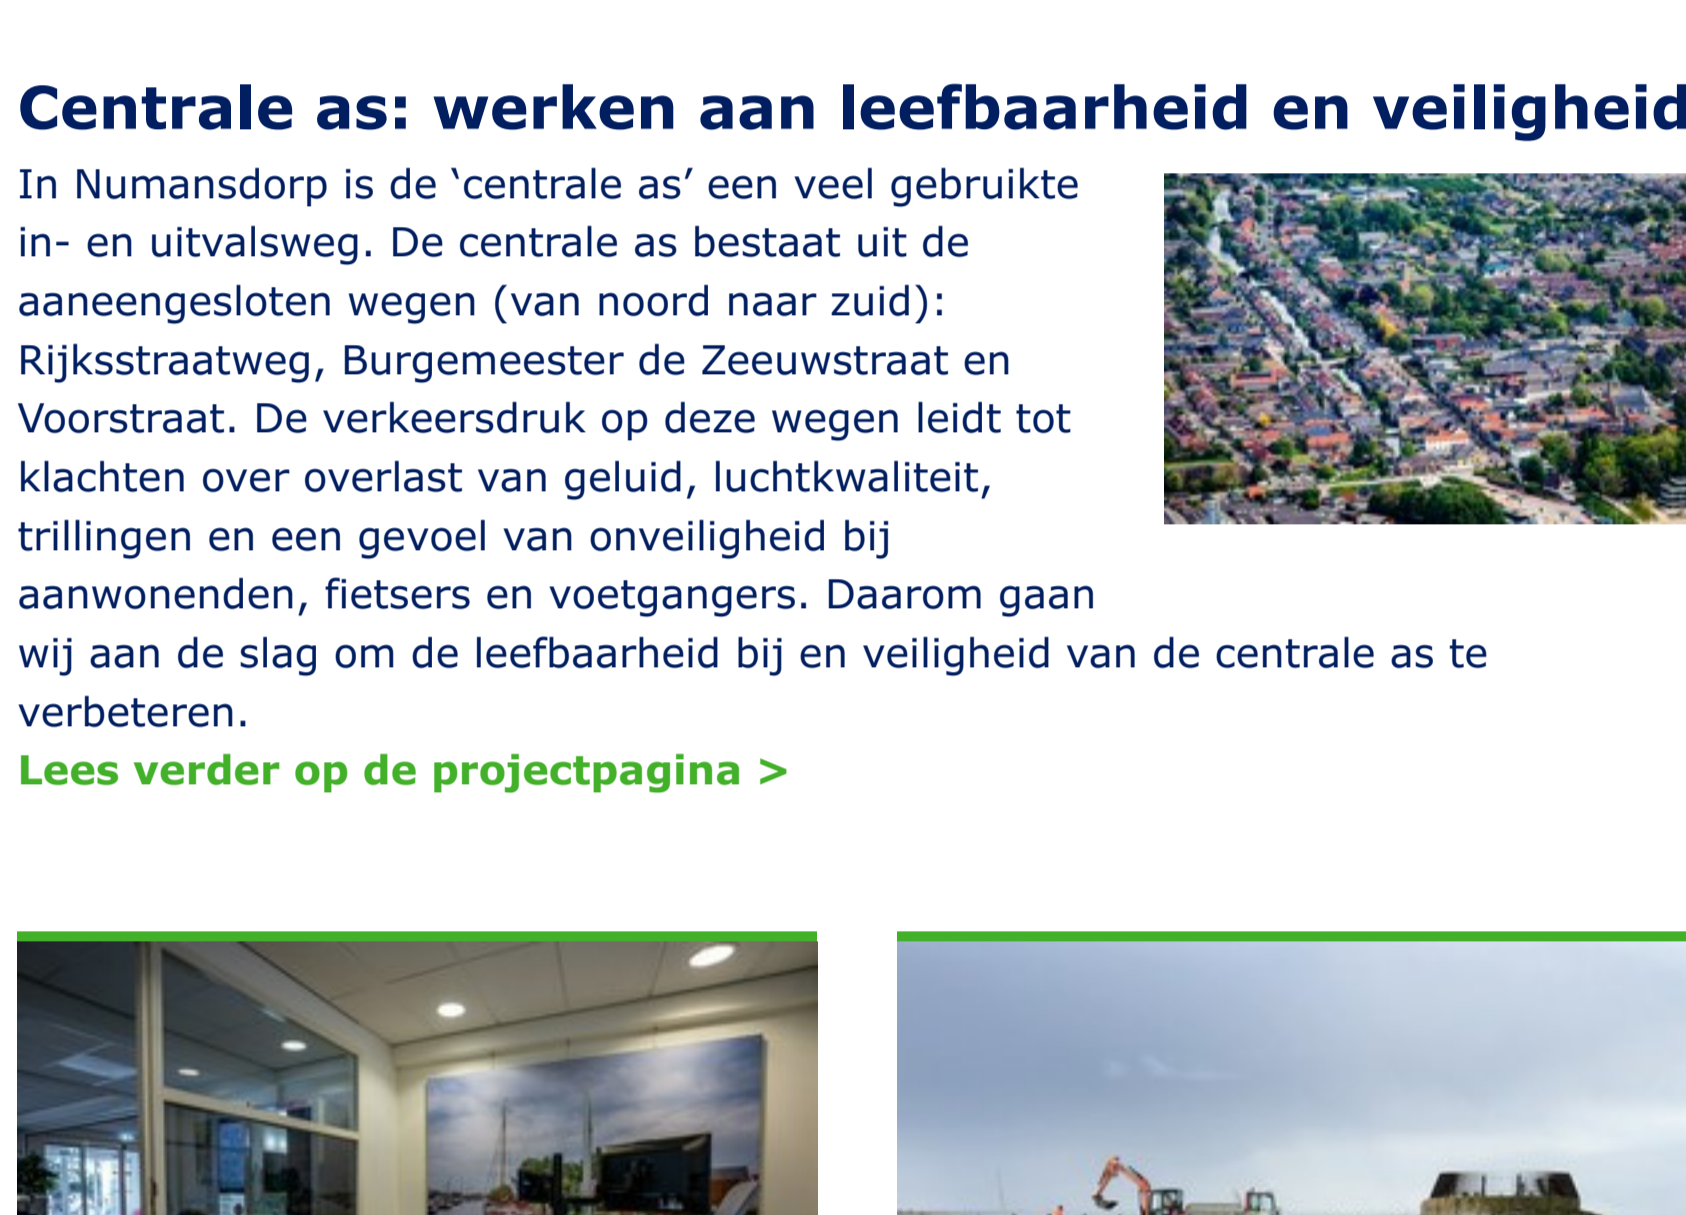 Centrale as: werken aan leefbaarheid en veiligheid
In Numansdorp is de ‘centrale as’ een veel gebruikte
in- en uitvalsweg. De centrale as bestaat uit de
aaneengesloten wegen (van noord naar zuid):
Rijksstraatweg, Burgemeester de Zeeuwstraat en
Voorstraat. De verkeersdruk op deze wegen leidt tot
klachten over overlast van geluid, luchtkwaliteit,
trillingen en een gevoel van onveiligheid bij
aanwonenden, fietsers en voetgangers. Daarom gaan
wij aan de slag om de leefbaarheid bij en veiligheid van de centrale as te
verbeteren.
Lees verder op de projectpagina >